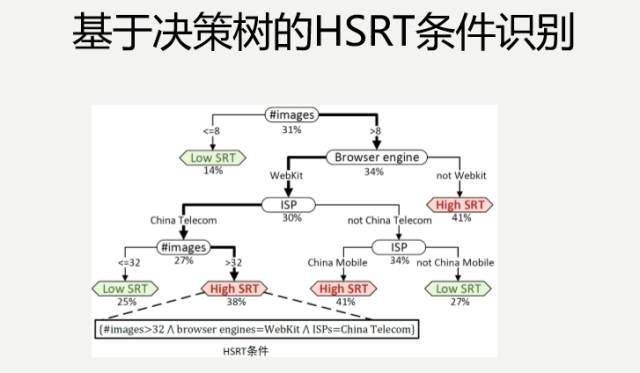 基于决策树的HSRT条件识别
#images
31%
<=8
>8
Low SRT
14%
Browser engine
34%
WebKit
not Webkit
ISP
30%
High SRT
41%
China Telecom
not China Telecom
#images
27%
ISP
34%
<=32
>32
China Mobile
not China Mobile
Low SRT
25%
High SRT
38%
High SRT
41%
Low SRT
27%
{#images>32 Λ browser engines=WebKit Λ ISPs=China Telecom}
HSRT条件